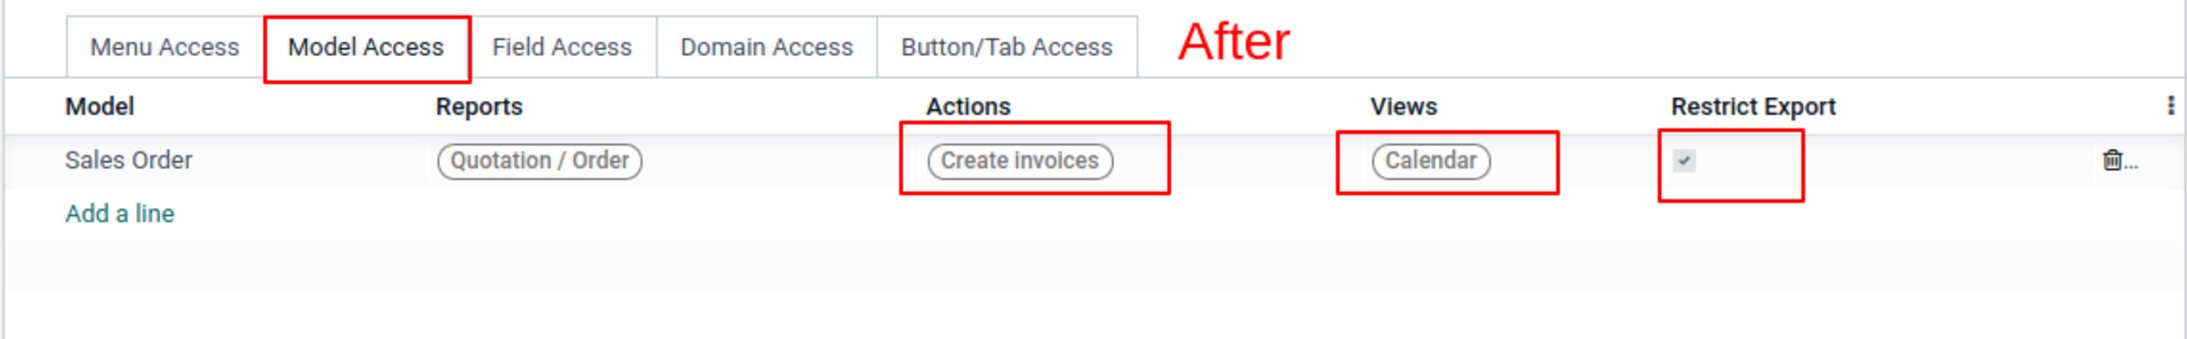 Menu Access Model Access Field Access Domain Access Button/Tab Access After
Model Reports Actions Views Restrict Export
Sales Order Quotation / Order Create invoices Calendar ...
Add a line